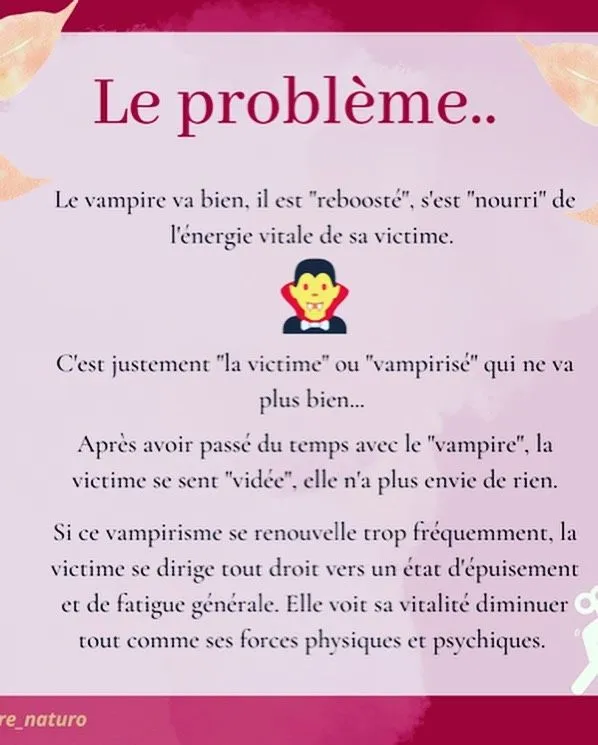 Le problème..
Le vampire va bien, il est "reboosté", s'est "nourri" de
l'énergie vitale de sa victime.
C'est justement "la victime" ou "vampirisé" qui ne va
plus bien...
Après avoir passé du temps avec le "vampire", la
victime se sent "vidée", elle n'a plus envie de rien.
Si ce vampirisme se renouvelle trop fréquemment, la
victime se dirige tout droit vers un état d'épuisement
et de fatigue générale. Elle voit sa vitalité diminuer
tout comme ses forces physiques et psychiques.
re_naturo